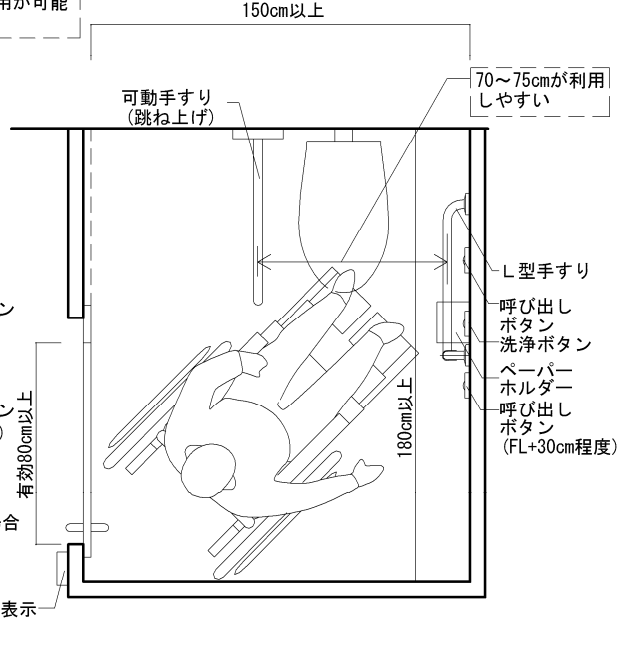 用が可能
150cm以上
70～75cmが利用
しやすい
可動手すり
(跳ね上げ)
Ｌ型手すり
呼び出し
ボタン
洗浄ボタン
ペーパー
ホルダー
呼び出し
ボタン
(FL+30cm程度)
180cm以上
有効80cm以上
ン
ン
)
合
表示